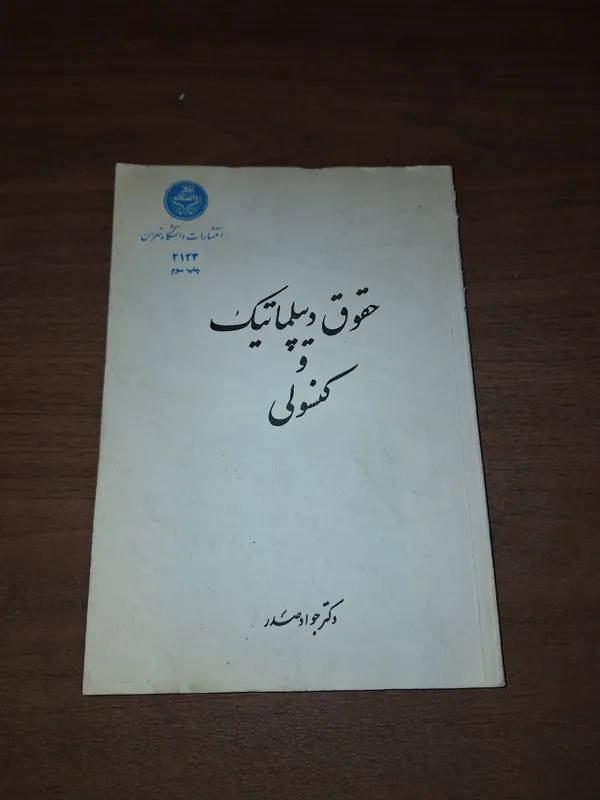 انتشارات دانشگاه تهران
۲۱۲۳
چاپ سوم
حقوق دیپلماتیک
و
کنسولی
دکتر جواد صدر